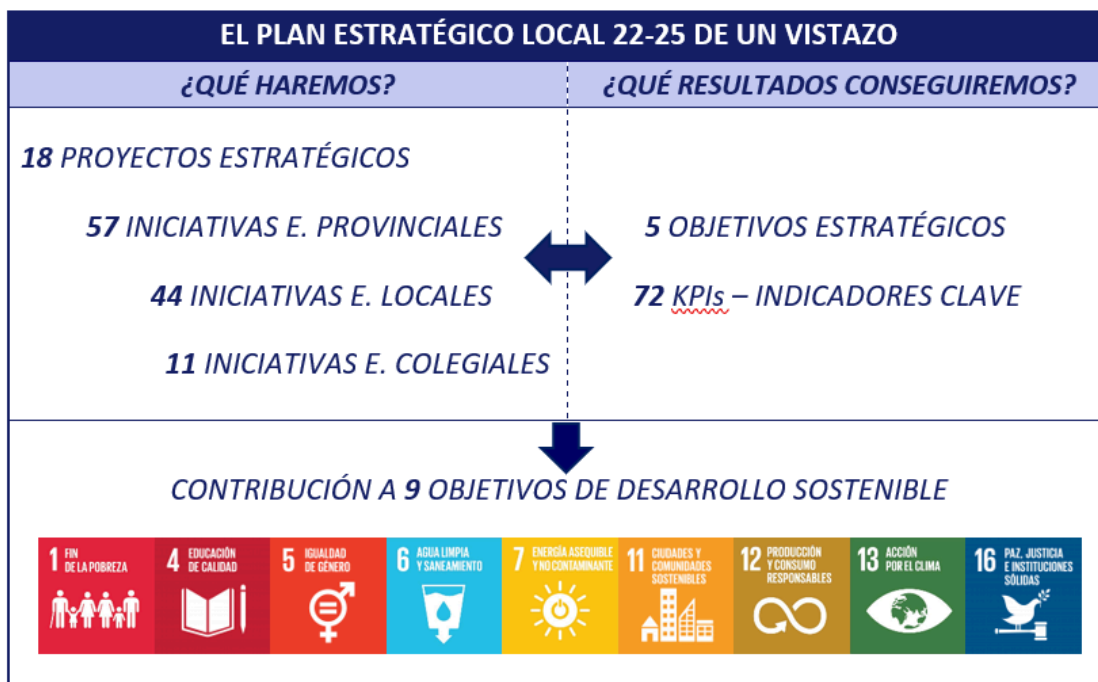 EL PLAN ESTRATÉGICO LOCAL 22-25 DE UN VISTAZO
¿QUÉ HAREMOS?
¿QUÉ RESULTADOS CONSEGUIREMOS?
18 PROYECTOS ESTRATÉGICOS
57 INICIATIVAS E. PROVINCIALES
44 INICIATIVAS E. LOCALES
11 INICIATIVAS E. COLEGIALES
5 OBJETIVOS ESTRATÉGICOS
72 KPIs – INDICADORES CLAVE
CONTRIBUCIÓN A 9 OBJETIVOS DE DESARROLLO SOSTENIBLE
1 FIN
DE LA POBREZA
4 EDUCACIÓN
DE CALIDAD
5 IGUALDAD
DE GÉNERO
6 AGUA LIMPIA
Y SANEAMIENTO
7 ENERGÍA ASEQUIBLE
Y NO CONTAMINANTE
11 CIUDADES Y
COMUNIDADES
SOSTENIBLES
12 PRODUCCIÓN
Y CONSUMO
RESPONSABLES
13 ACCIÓN
POR EL CLIMA
16 PAZ, JUSTICIA
E INSTITUCIONES
SÓLIDAS